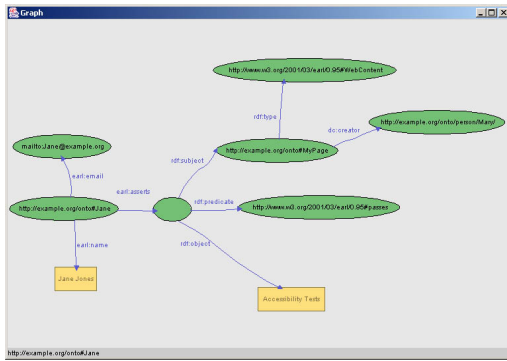 Graph
http://www.w3.org/2001/03/earl/0.95#WebContent
rdf:type
dc:creator
http://example.org/onto/person/Mary/
mailto:Jane@example.org
http://example.org/onto#MyPage
rdf:subject
earl:email
earl:asserts
rdf:predicate
http://example.org/onto#Jane
http://www.w3.org/2001/03/earl/0.95#passes
earl:name
rdf:object
Jane Jones
Accessibility Tests
http://example.org/onto#Jane